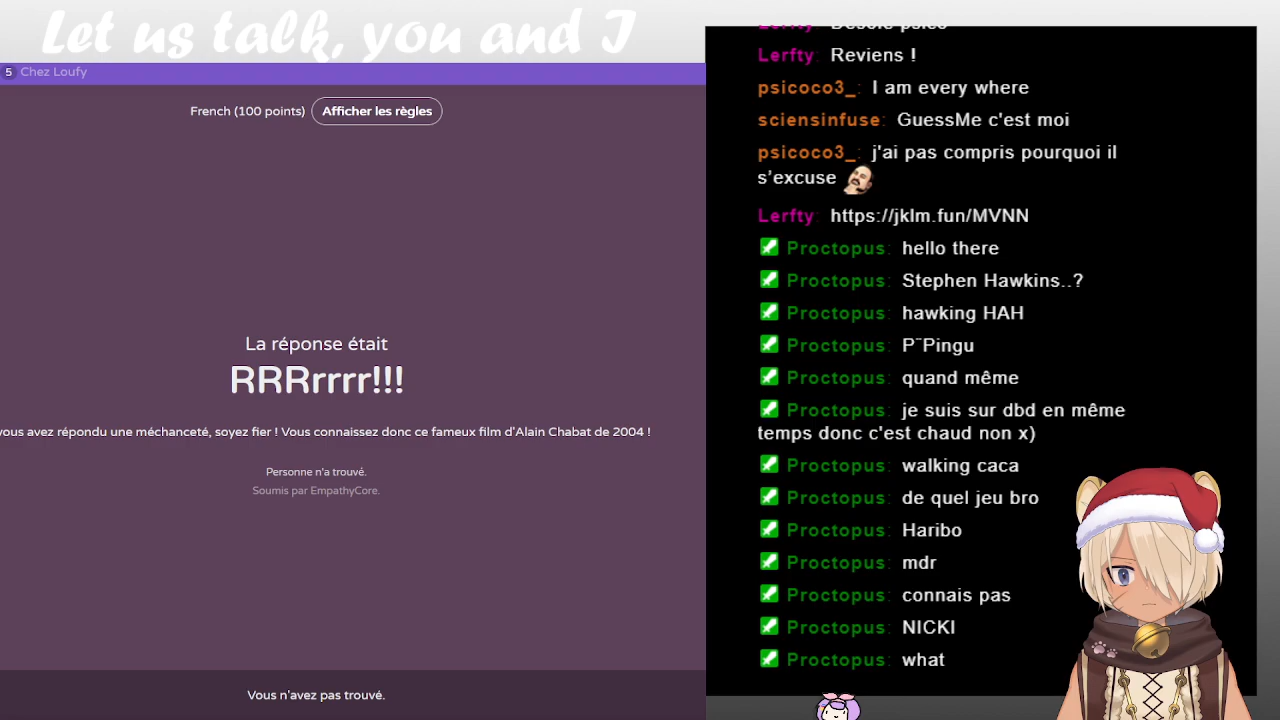 Let us talk, you and I
5 Chez Loufy
French (100 points) Afficher les règles
La réponse était
RRRrrrr!!!
vous avez répondu une méchanceté, soyez fier ! Vous connaissez donc ce fameux film d'Alain Chabat de 2004 !
Personne n'a trouvé.
Soumis par EmpathyCore.
Vous n'avez pas trouvé.
Lerfty: Reviens !
psicoco3_: I am every where
sciensinfuse: GuessMe c'est moi
psicoco3_: j'ai pas compris pourquoi il
s'excuse
Lerfty: https://jklm.fun/MVNN
Proctopus: hello there
Proctopus: Stephen Hawkins..?
Proctopus: hawking HAH
Proctopus: P¨Pingu
Proctopus: quand même
Proctopus: je suis sur dbd en même
temps donc c'est chaud non x)
Proctopus: walking caca
Proctopus: de quel jeu bro
Proctopus: Haribo
Proctopus: mdr
Proctopus: connais pas
Proctopus: NICKI
Proctopus: what